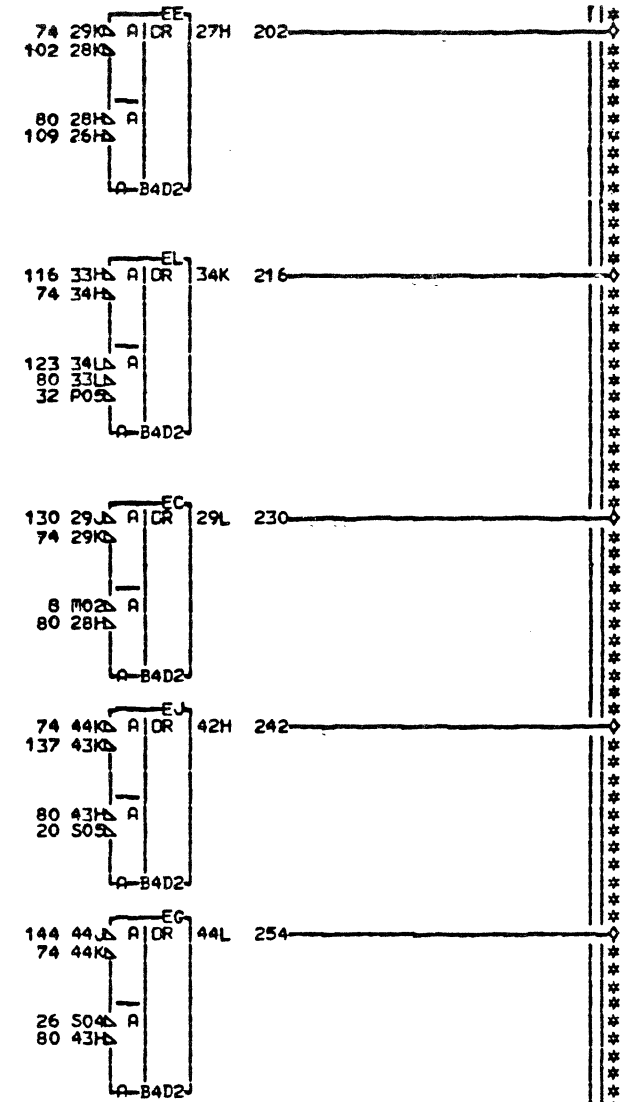 EE
74 29K A OR 27H 202
102 28K
80 28H A
109 26H
A B4D2
EL
116 33H A OR 34K 216
74 34H
123 34L A
80 33L
32 P05
A B4D2
EC
130 29J A OR 29L 230
74 29K
8 M02 A
80 28H
A B4D2
EJ
74 44K A OR 42H 242
137 43K
80 43H A
20 S05
A B4D2
EG
144 44J A OR 44L 254
74 44K
26 S04 A
80 43H
A B4D2